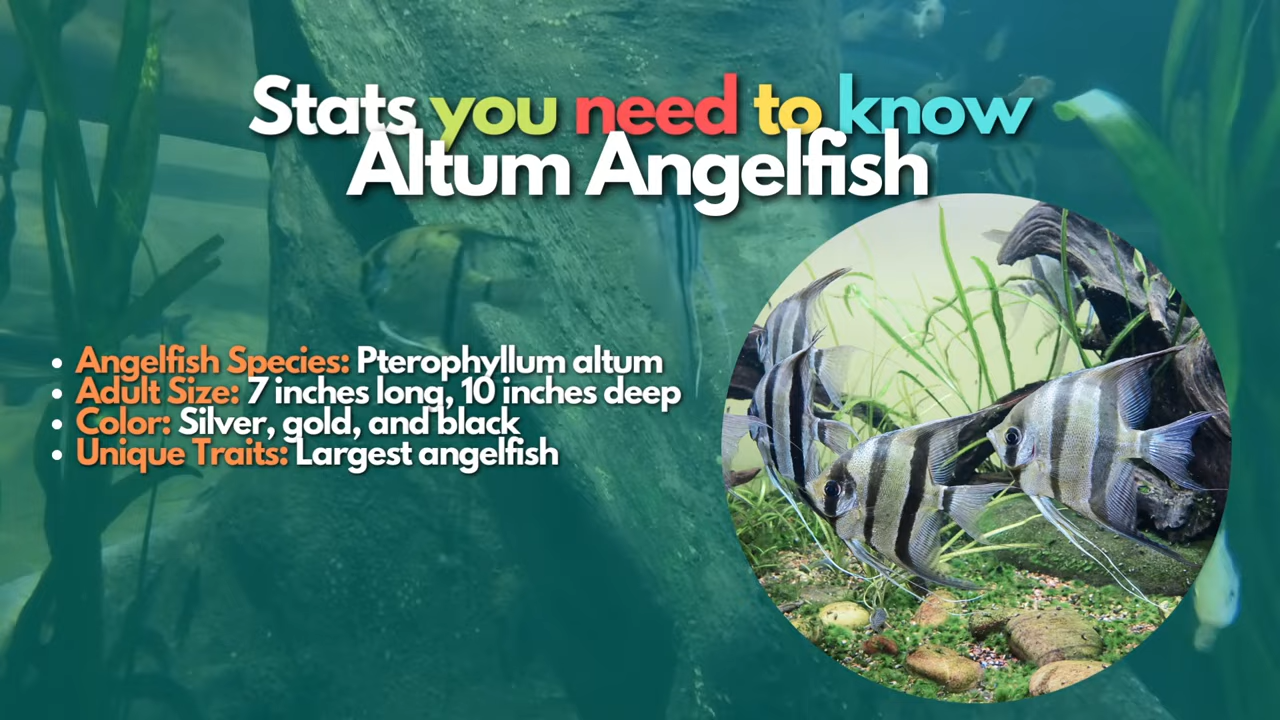 Stats you need to know
Altum Angelfish
• Angelfish Species: Pterophyllum altum
• Adult Size: 7 inches long, 10 inches deep
• Color: Silver, gold, and black
• Unique Traits: Largest angelfish